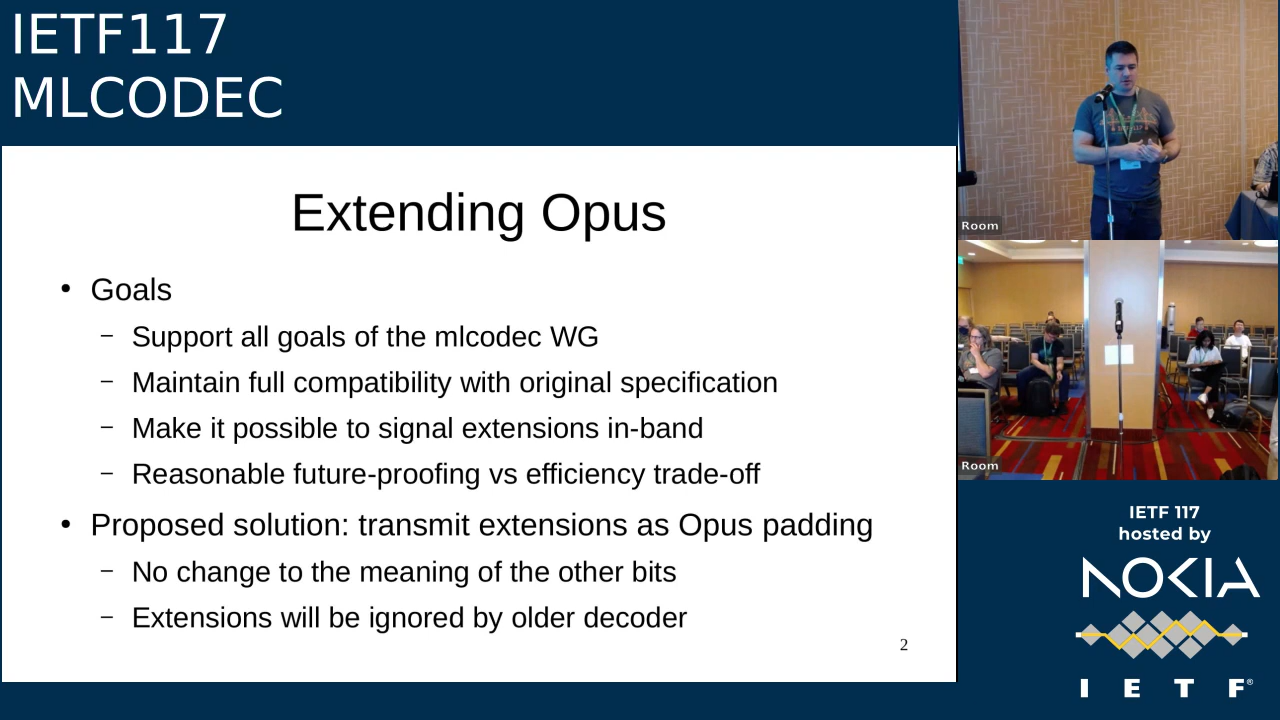 IETF117
MLCODEC
Extending Opus
• Goals
– Support all goals of the mlcodec WG
– Maintain full compatibility with original specification
– Make it possible to signal extensions in-band
– Reasonable future-proofing vs efficiency trade-off
• Proposed solution: transmit extensions as Opus padding
– No change to the meaning of the other bits
– Extensions will be ignored by older decoder
2
IETF117
Room
Room
IETF 117
hosted by
NOKIA
I E T F®